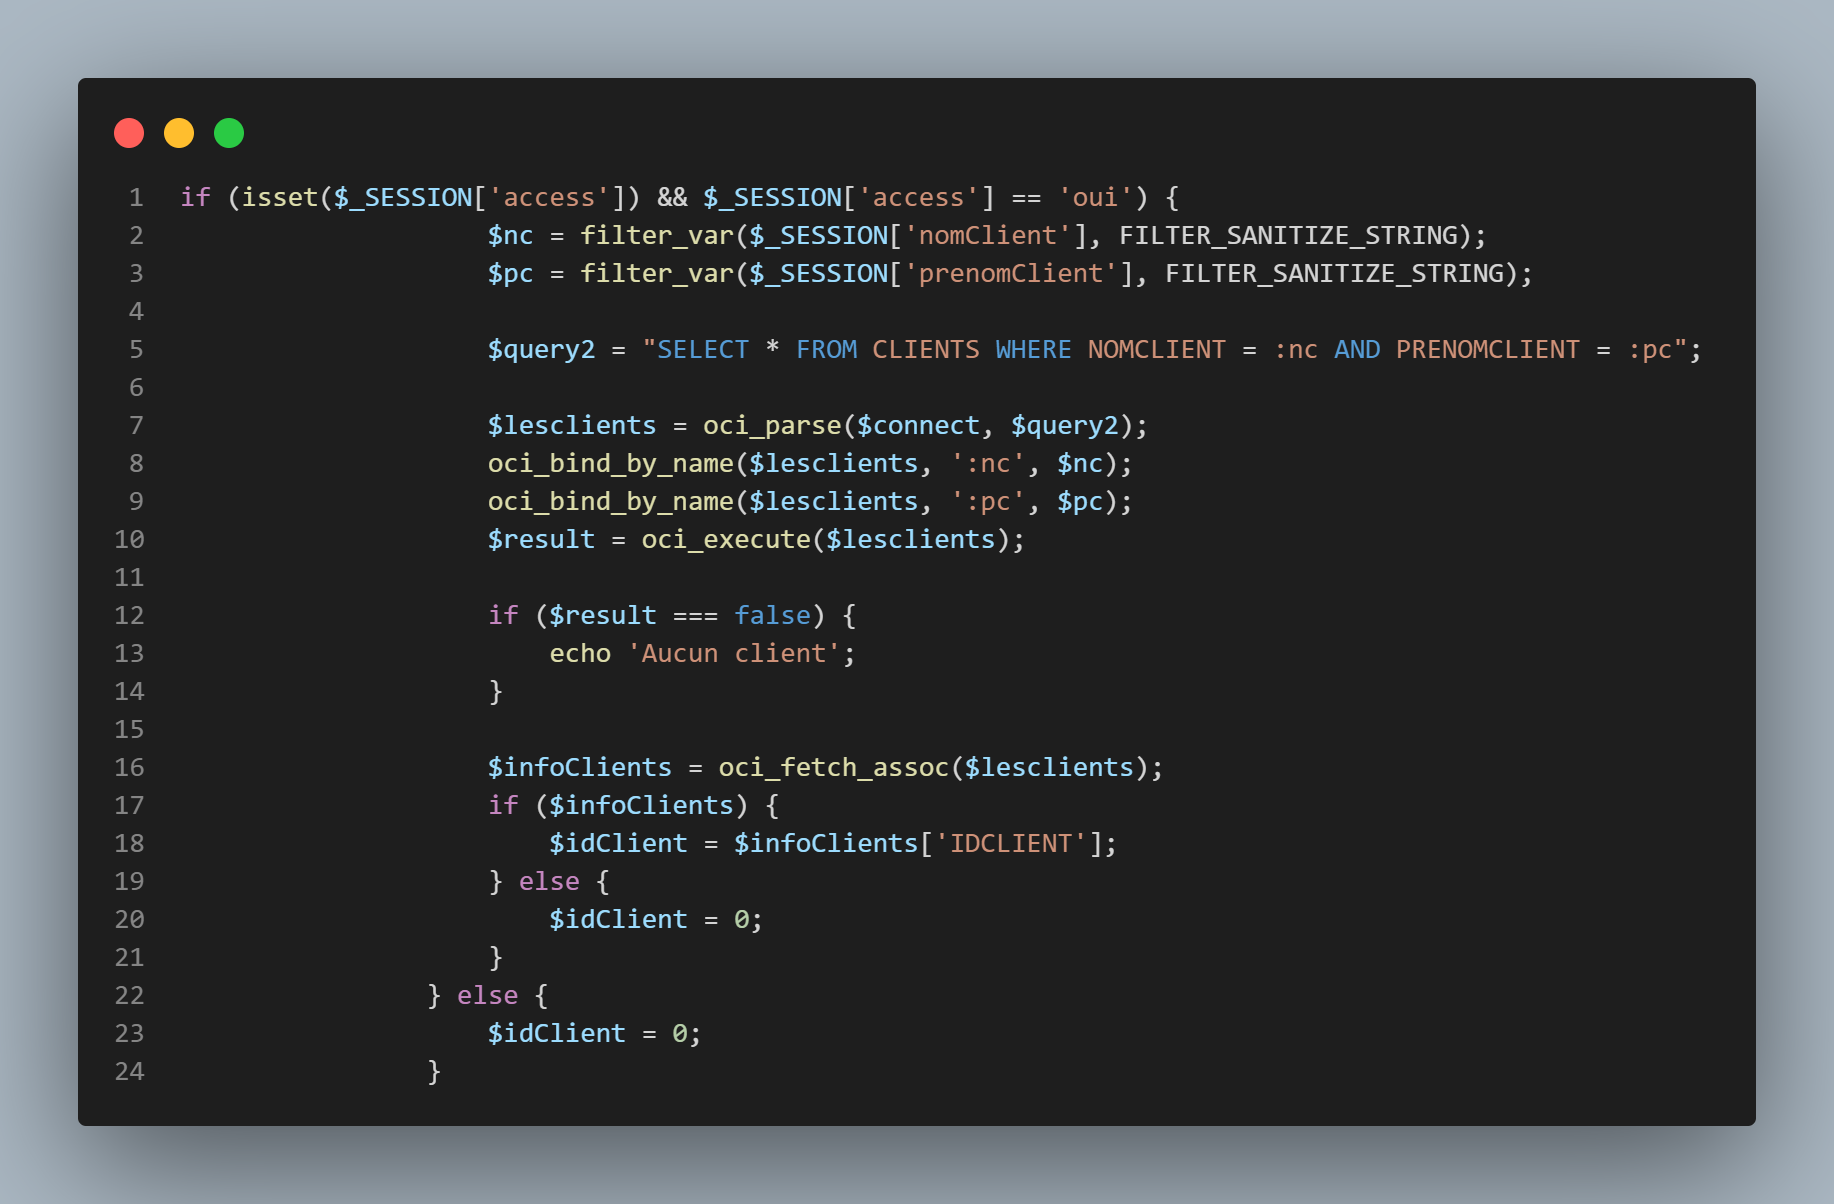 1 if (isset($_SESSION['access']) && $_SESSION['access'] == 'oui') {
2 $nc = filter_var($_SESSION['nomClient'], FILTER_SANITIZE_STRING);
3 $pc = filter_var($_SESSION['prenomClient'], FILTER_SANITIZE_STRING);
4
5 $query2 = "SELECT * FROM CLIENTS WHERE NOMCLIENT = :nc AND PRENOMCLIENT = :pc";
6
7 $lesclients = oci_parse($connect, $query2);
8 oci_bind_by_name($lesclients, ':nc', $nc);
9 oci_bind_by_name($lesclients, ':pc', $pc);
10 $result = oci_execute($lesclients);
11
12 if ($result === false) {
13 echo 'Aucun client';
14 }
15
16 $infoClients = oci_fetch_assoc($lesclients);
17 if ($infoClients) {
18 $idClient = $infoClients['IDCLIENT'];
19 } else {
20 $idClient = 0;
21 }
22 } else {
23 $idClient = 0;
24 }